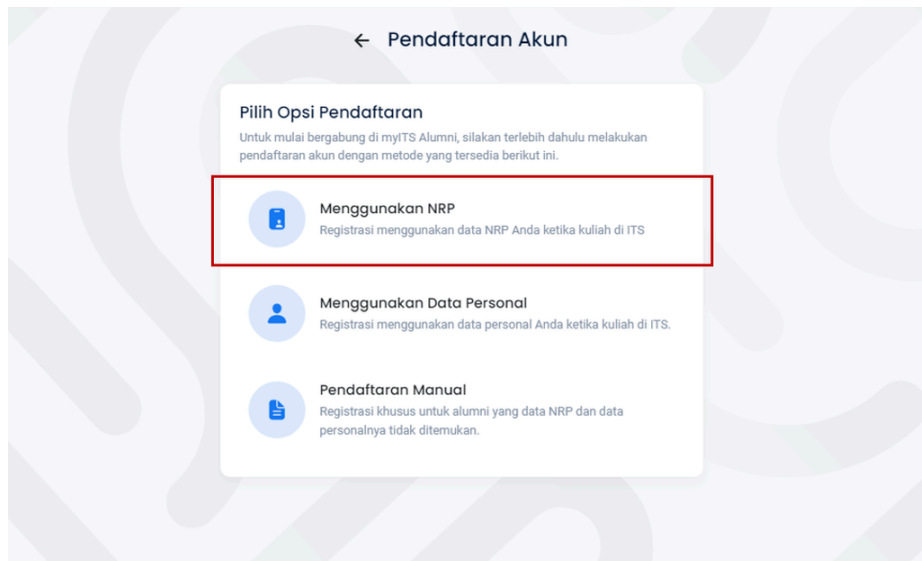 ← Pendaftaran Akun
Pilih Opsi Pendaftaran
Untuk mulai bergabung di myITS Alumni, silakan terlebih dahulu melakukan
pendaftaran akun dengan metode yang tersedia berikut ini.
Menggunakan NRP
Registrasi menggunakan data NRP Anda ketika kuliah di ITS
Menggunakan Data Personal
Registrasi menggunakan data personal Anda ketika kuliah di ITS.
Pendaftaran Manual
Registrasi khusus untuk alumni yang data NRP dan data
personalnya tidak ditemukan.